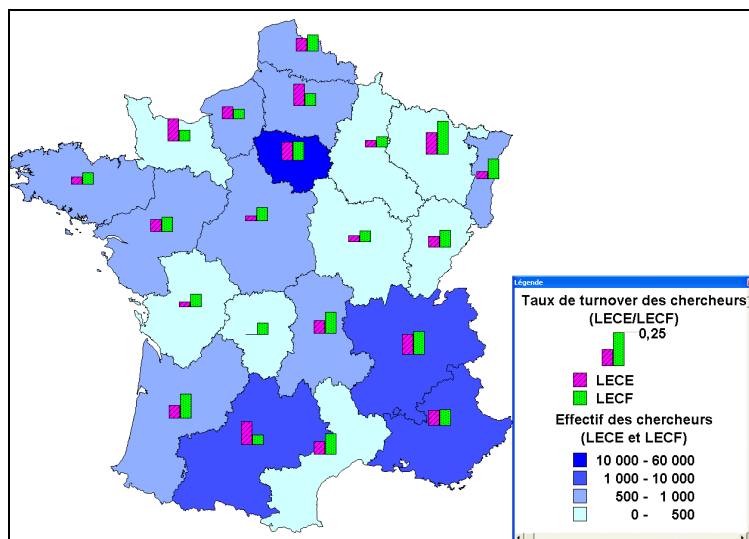 Légende
Taux de turnover des chercheurs
(LECE/LECF)
0,25
LECE
LECF
Effectif des chercheurs
(LECE et LECF)
10 000 - 60 000
1 000 - 10 000
500 - 1 000
0 - 500